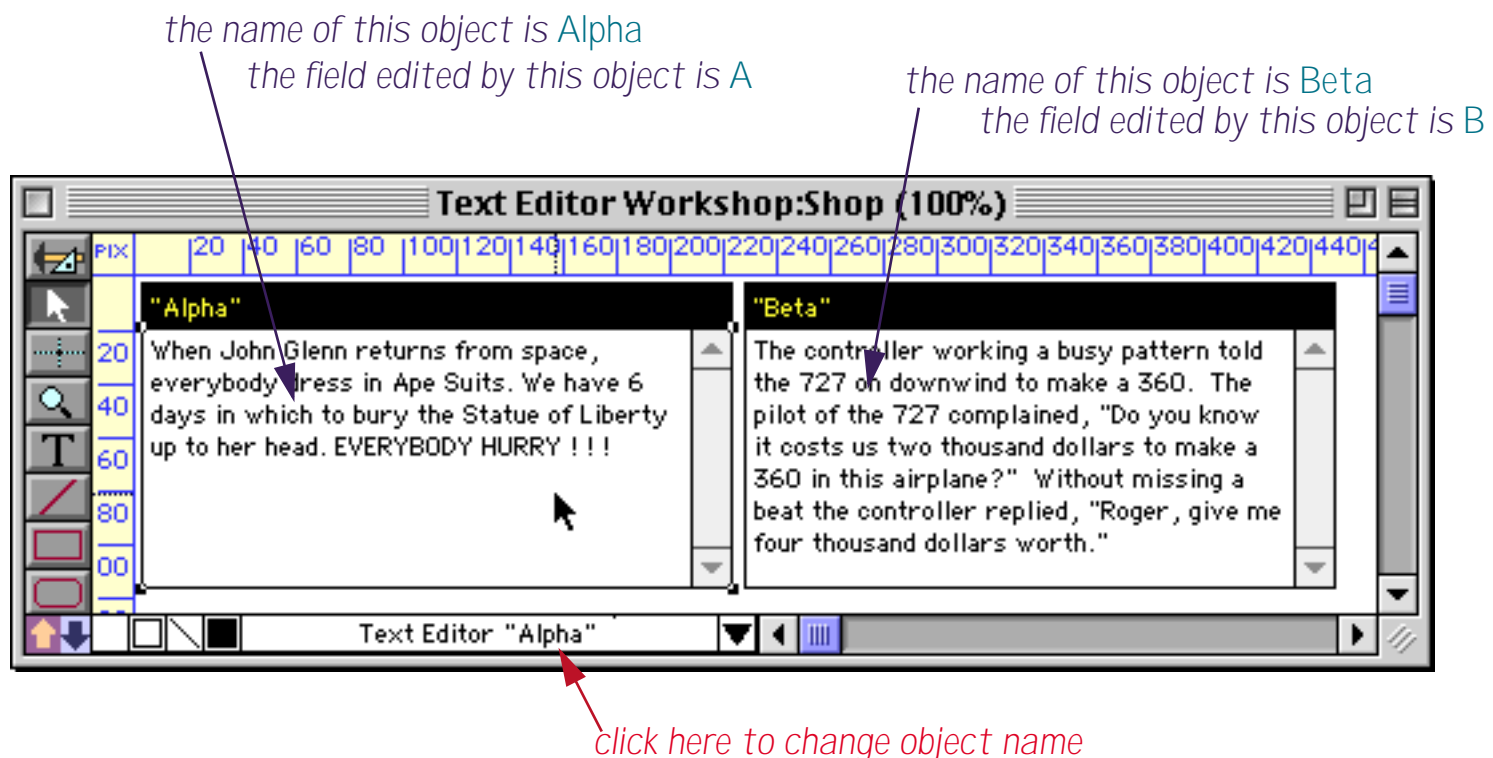 the name of this object is Alpha
the field edited by this object is A
the name of this object is Beta
the field edited by this object is B
Text Editor Workshop:Shop (100%)
PIX 20 40 60 80 100 120 140 160 180 200 220 240 260 280 300 320 340 360 380 400 420 440 4
"Alpha"
When John Glenn returns from space,
everybody dress in Ape Suits. We have 6
days in which to bury the Statue of Liberty
up to her head. EVERYBODY HURRY !!!
"Beta"
The controller working a busy pattern told
the 727 on downwind to make a 360. The
pilot of the 727 complained, "Do you know
it costs us two thousand dollars to make a
360 in this airplane?" Without missing a
beat the controller replied, "Roger, give me
four thousand dollars worth."
20
40
T
60
80
00
Text Editor "Alpha"
click here to change object name